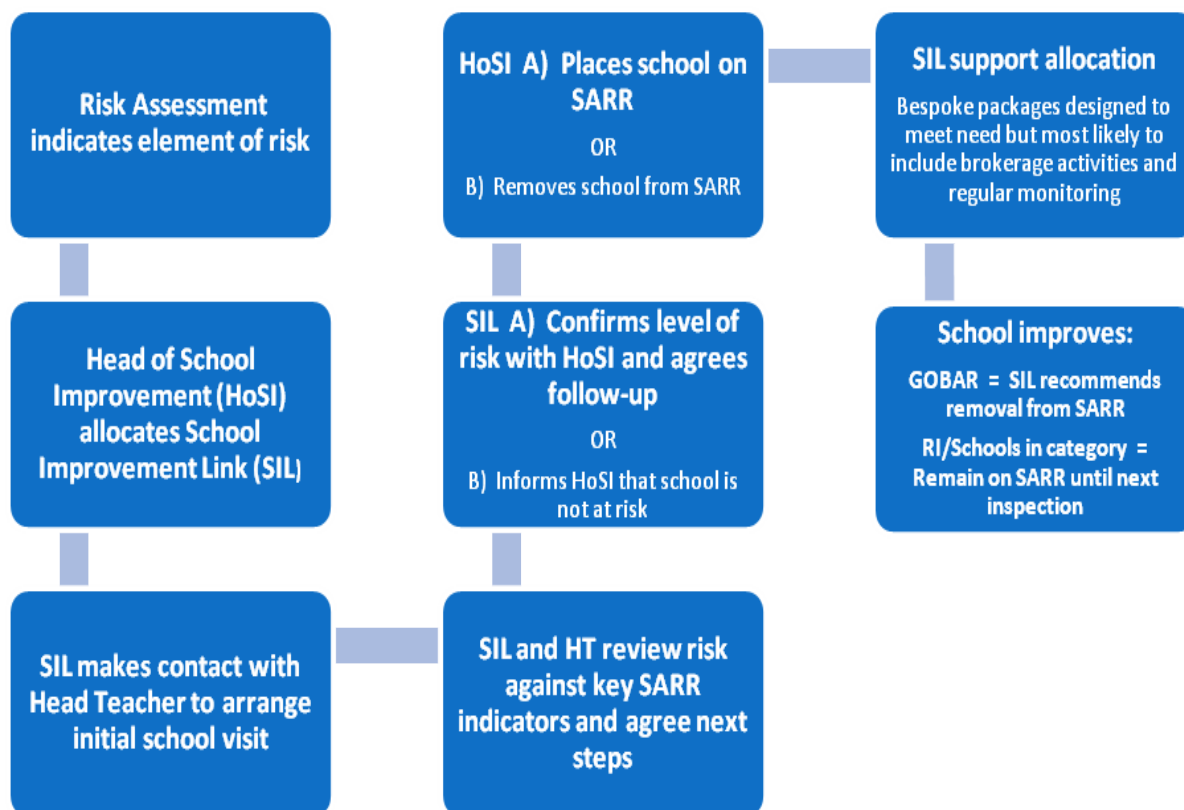 Risk Assessment
indicates element of risk
Head of School
Improvement (HoSI)
allocates School
Improvement Link (SIL)
SIL makes contact with
Head Teacher to arrange
initial school visit
SIL and HT review risk
against key SARR
indicators and agree next
steps
SIL A) Confirms level of
risk with HoSI and agrees
follow-up
OR
B) Informs HoSI that school is
not at risk
HoSI A) Places school on
SARR
OR
B) Removes school from SARR
SIL support allocation
Bespoke packages designed to
meet need but most likely to
include brokerage activities and
regular monitoring
School improves:
GOBAR = SIL recommends
removal from SARR
RI/Schools in category =
Remain on SARR until next
inspection